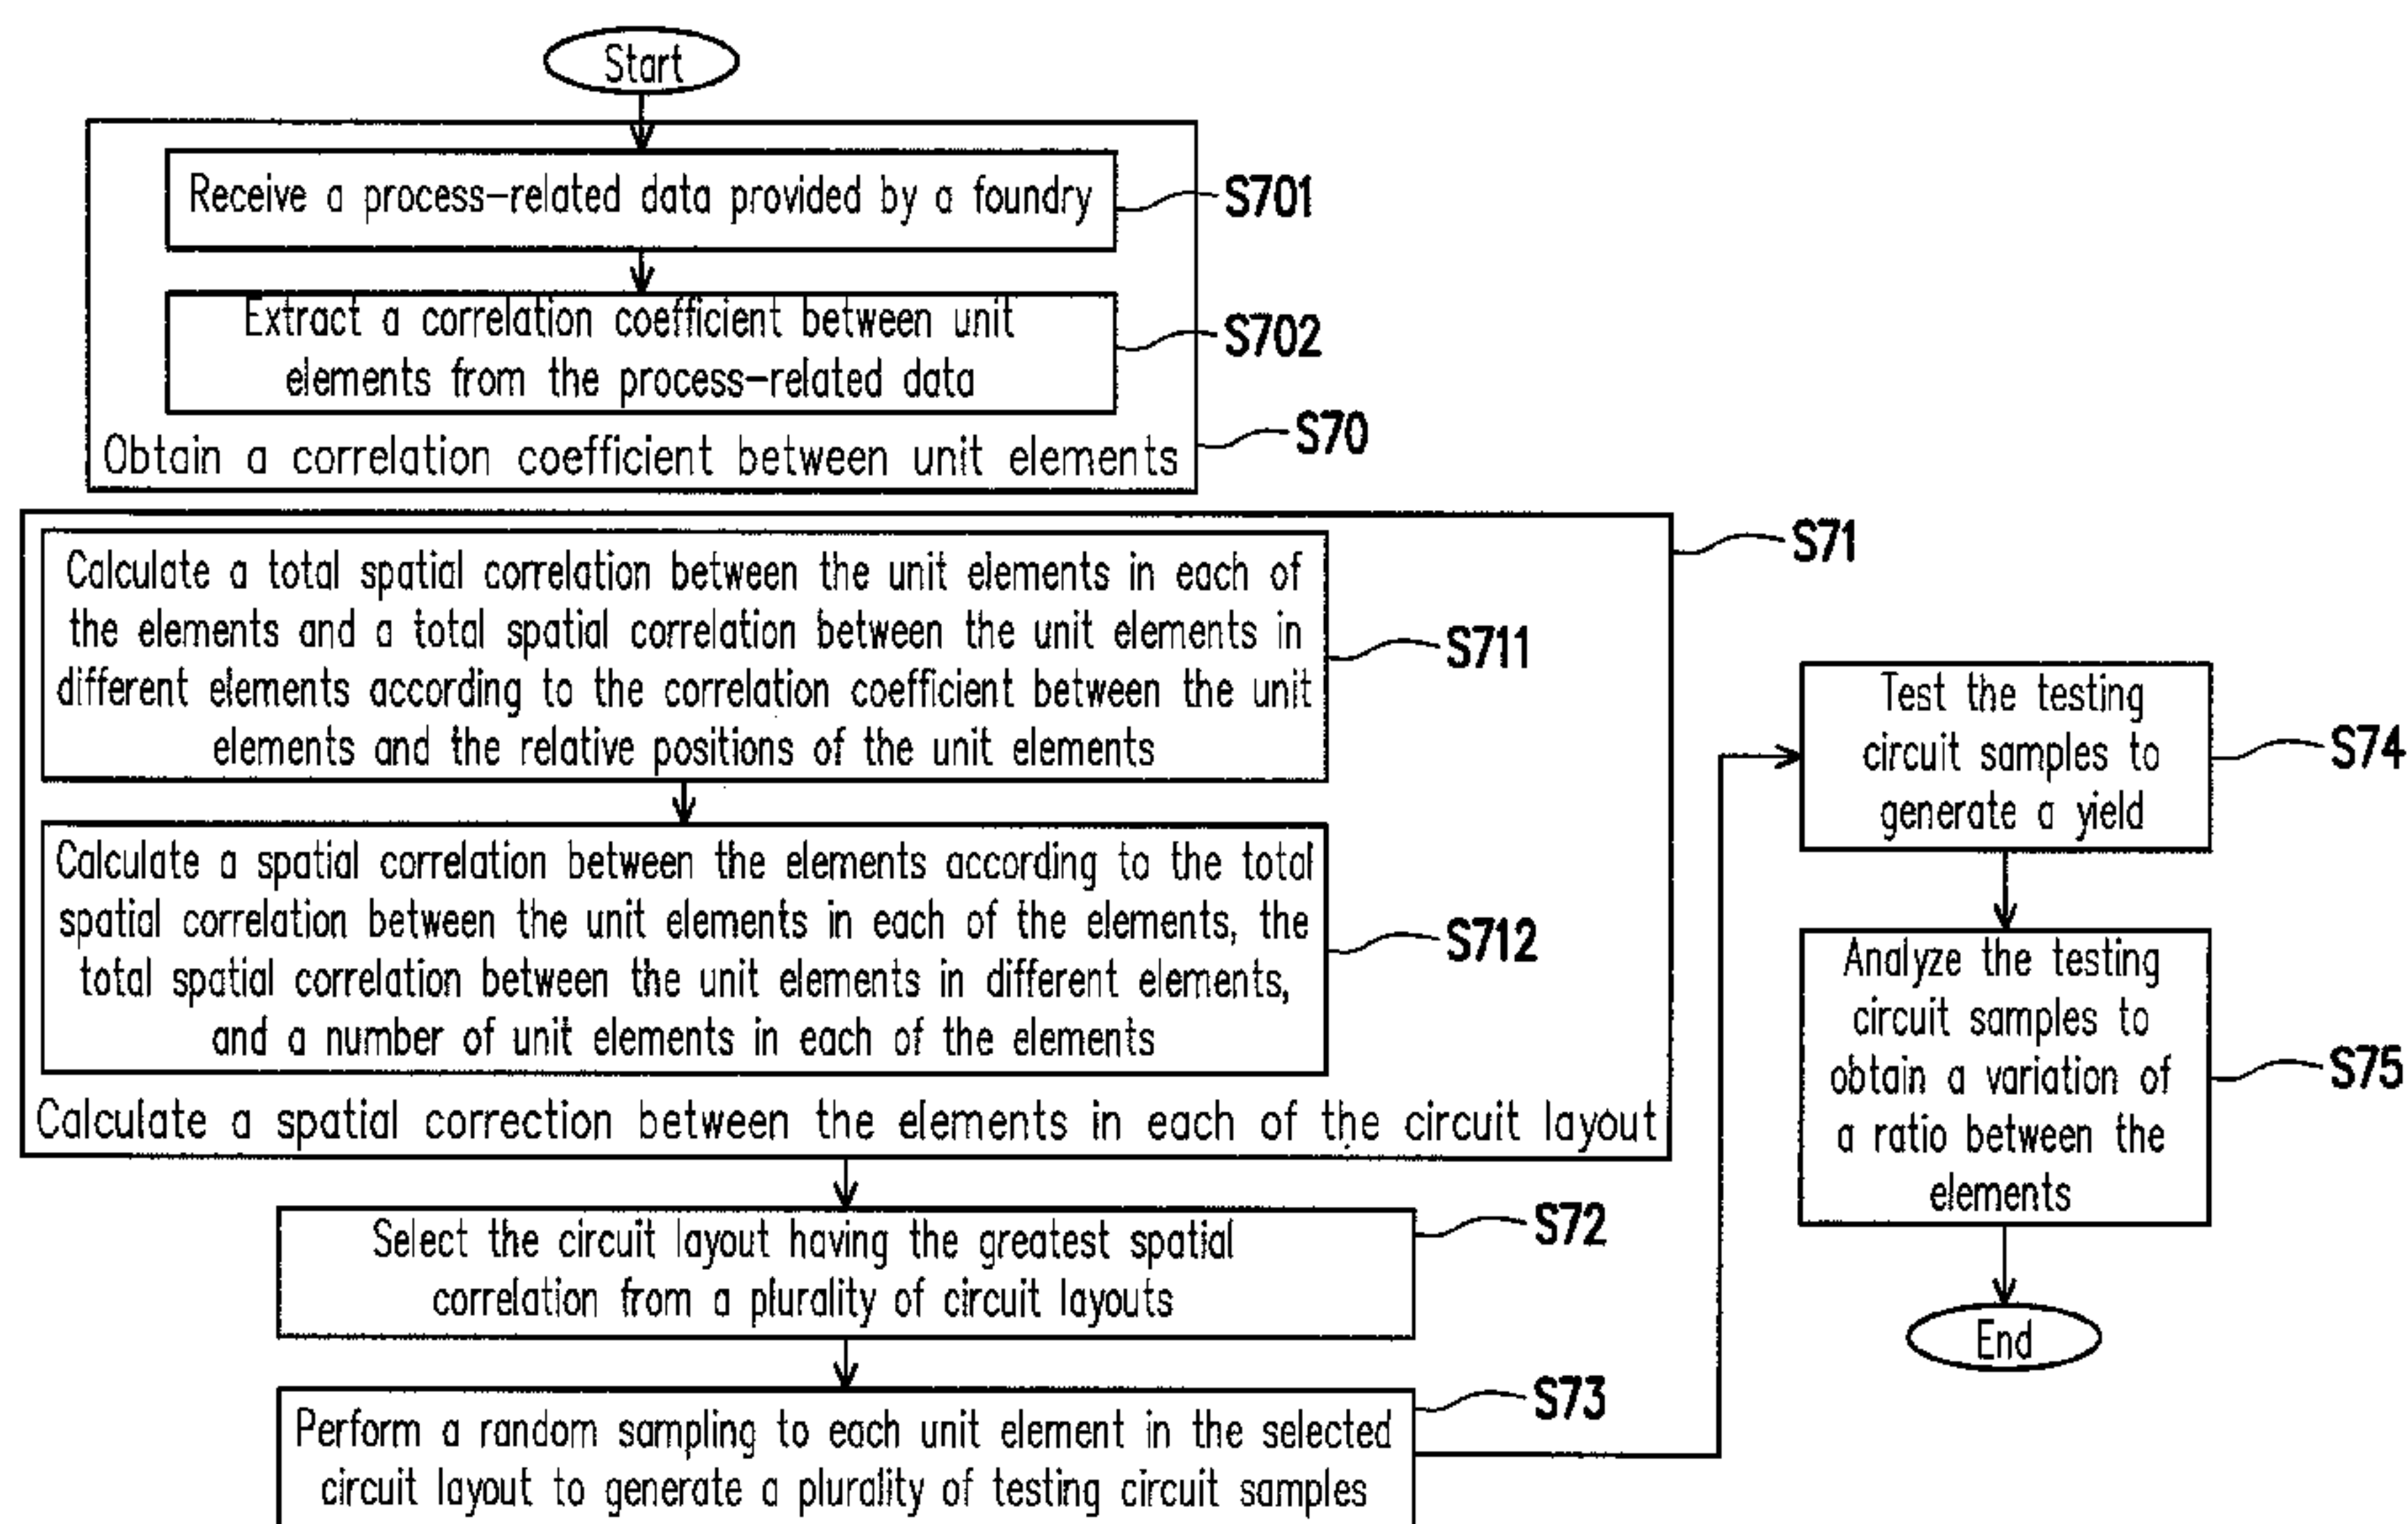 Start
Receive a process-related data provided by a foundry
S701
Extract a correlation coefficient between unit
elements from the process-related data
S702
Obtain a correlation coefficient between unit elements
S70
S71
Calculate a total spatial correlation between the unit elements in each of
the elements and a total spatial correlation between the unit elements in
different elements according to the correlation coefficient between the unit
elements and the relative positions of the unit elements
S711
Calculate a spatial correlation between the elements according to the total
spatial correlation between the unit elements in each of the elements, the
total spatial correlation between the unit elements in different elements,
and a number of unit elements in each of the elements
S712
Calculate a spatial correction between the elements in each of the circuit layout
Select the circuit layout having the greatest spatial
correlation from a plurality of circuit layouts
S72
Perform a random sampling to each unit element in the selected
circuit layout to generate a plurality of testing circuit samples
S73
Test the testing
circuit samples to
generate a yield
S74
Analyze the testing
circuit samples to
obtain a variation of
a ratio between the
elements
S75
End